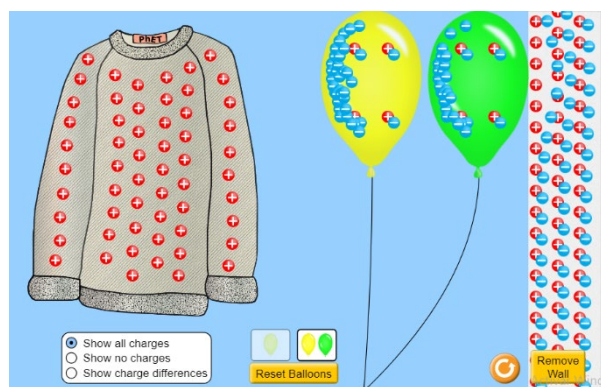 PhET
Show all charges
Show no charges
Show charge differences
Reset Balloons
Remove
Wall